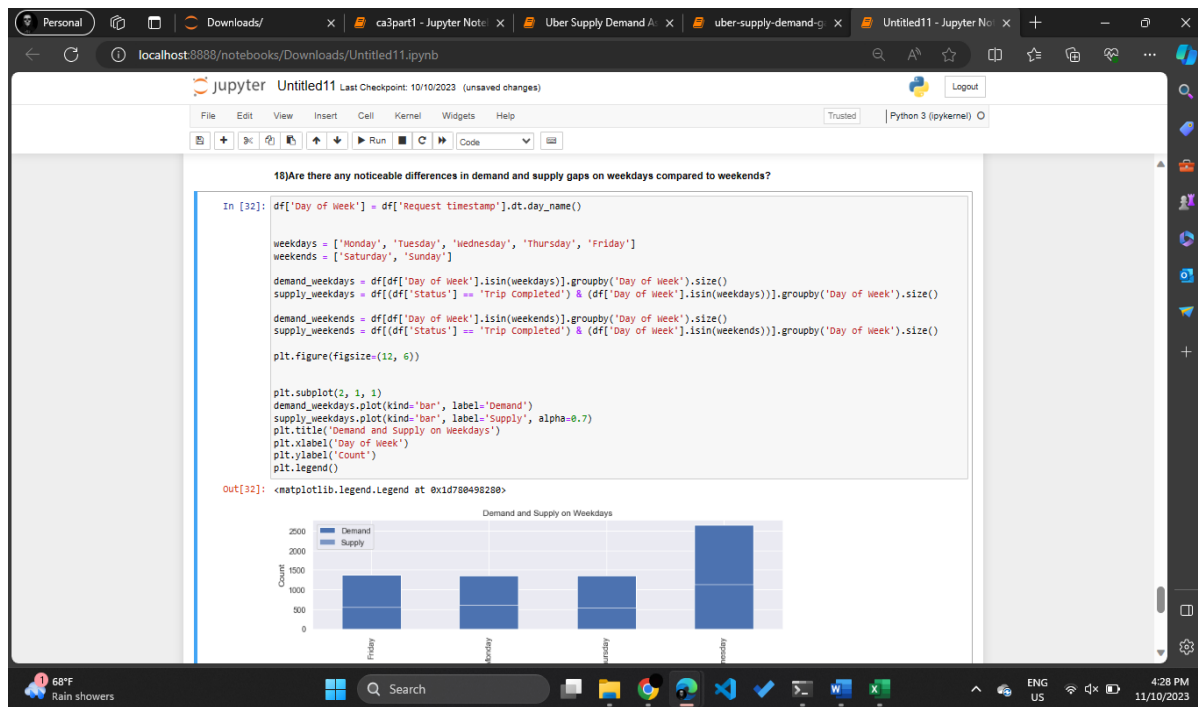 Personal
Downloads/
ca3part1 - Jupyter Note
Uber Supply Demand A
uber-supply-demand-g
Untitled11 - Jupyter No
localhost:8888/notebooks/Downloads/Untitled11.ipynb
jupyter Untitled11 Last Checkpoint: 10/10/2023 (unsaved changes)
Logout
File Edit View Insert Cell Kernel Widgets Help
Trusted Python 3 (ipykernel)
Run Code
18)Are there any noticeable differences in demand and supply gaps on weekdays compared to weekends?
In [32]: df['Day of Week'] = df['Request timestamp'].dt.day_name()
weekdays = ['Monday', 'Tuesday', 'Wednesday', 'Thursday', 'Friday']
weekends = ['Saturday', 'Sunday']
demand_weekdays = df[df['Day of Week'].isin(weekdays)].groupby('Day of Week').size()
supply_weekdays = df[(df['Status'] == 'Trip Completed') & (df['Day of Week'].isin(weekdays))].groupby('Day of Week').size()
demand_weekends = df[df['Day of Week'].isin(weekends)].groupby('Day of Week').size()
supply_weekends = df[(df['Status'] == 'Trip Completed') & (df['Day of Week'].isin(weekends))].groupby('Day of Week').size()
plt.figure(figsize=(12, 6))
plt.subplot(2, 1, 1)
demand_weekdays.plot(kind='bar', label='Demand')
supply_weekdays.plot(kind='bar', label='Supply', alpha=0.7)
plt.title('Demand and Supply on Weekdays')
plt.xlabel('Day of Week')
plt.ylabel('Count')
plt.legend()
Out[32]: <matplotlib.legend.Legend at 0x1d780498280>
Demand and Supply on Weekdays
Demand
Supply
Count
2500
2000
1500
1000
500
0
Friday
Monday
ursday
nesday
1
68°F
Rain showers
Search
ENG
US
4:28 PM
11/10/2023